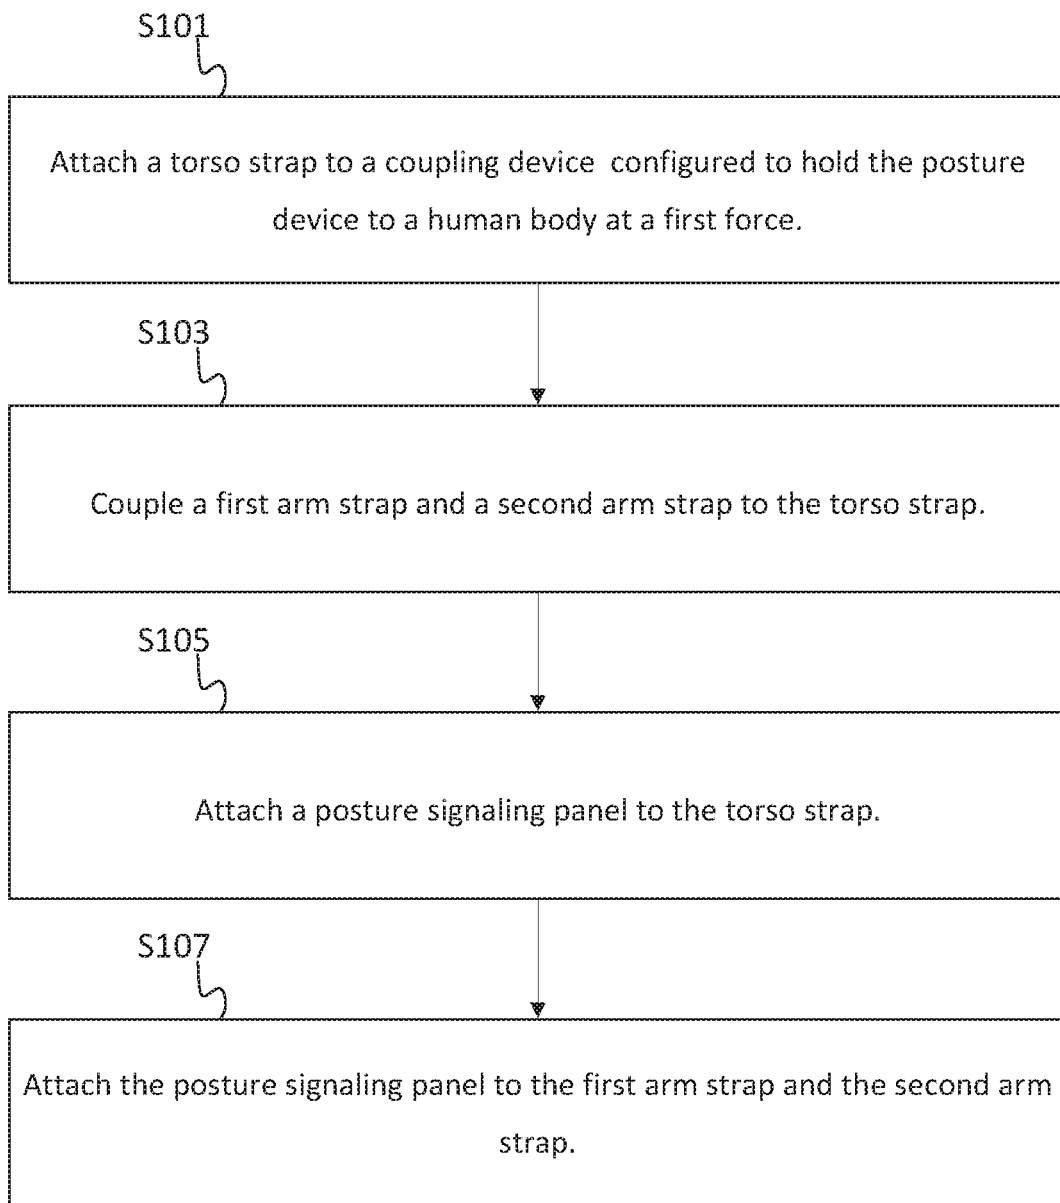 S101
Attach a torso strap to a coupling device configured to hold the posture
device to a human body at a first force.
S103
Couple a first arm strap and a second arm strap to the torso strap.
S105
Attach a posture signaling panel to the torso strap.
S107
Attach the posture signaling panel to the first arm strap and the second arm
strap.